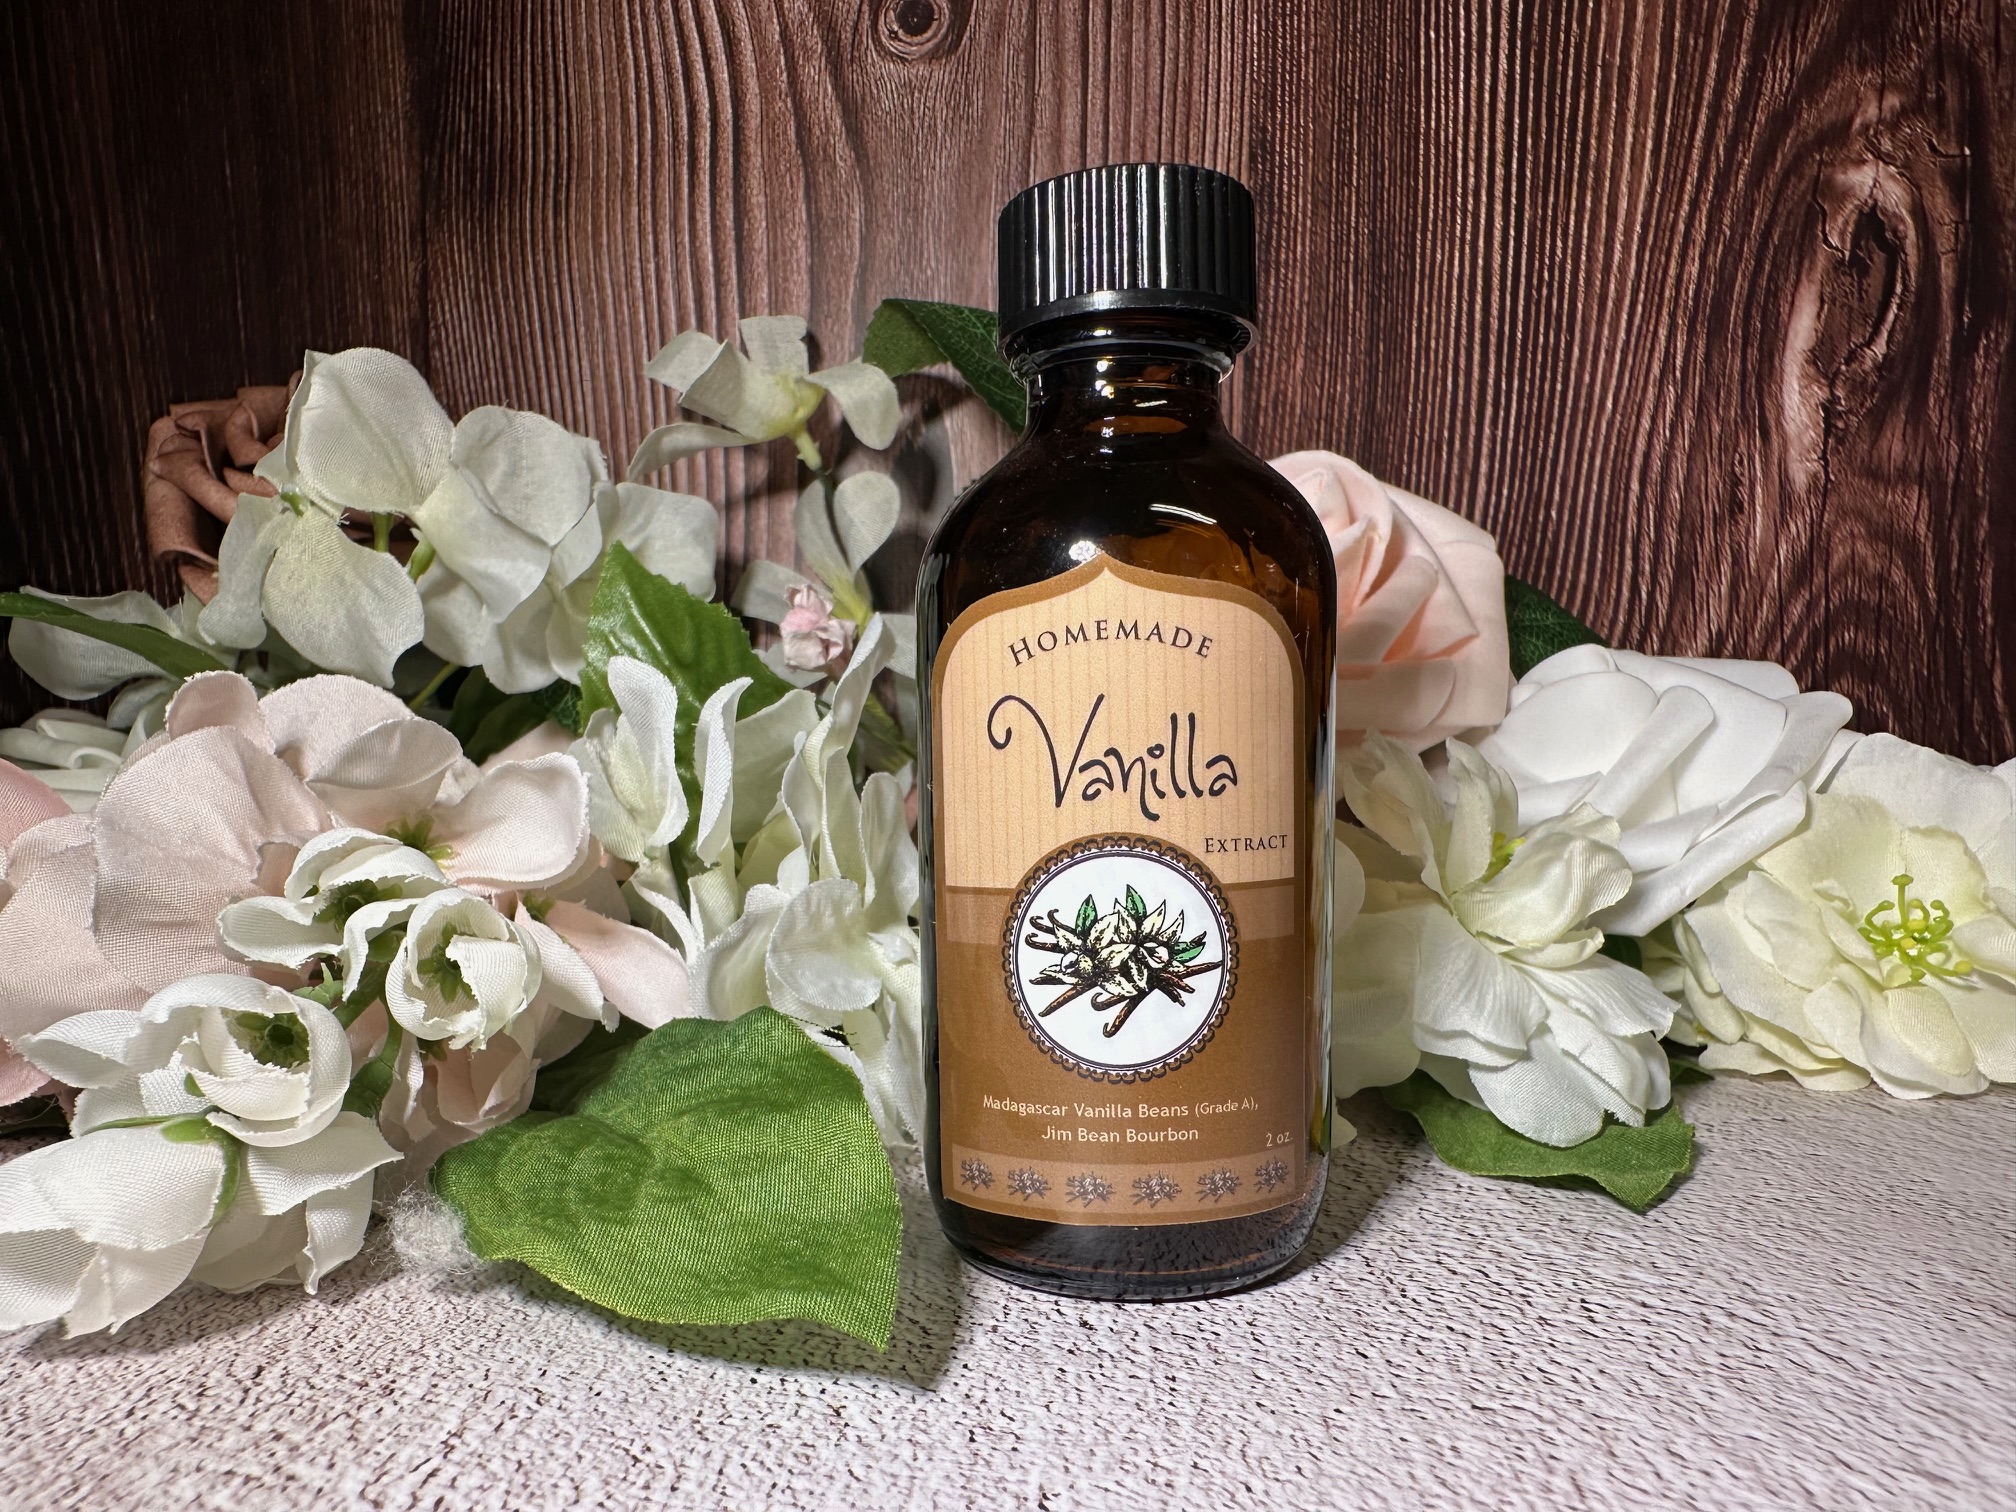 HOMEMADE
Vanilla
EXTRACT
Madagascar Vanilla Beans (Grade A),
Jim Bean Bourbon
2 oz.